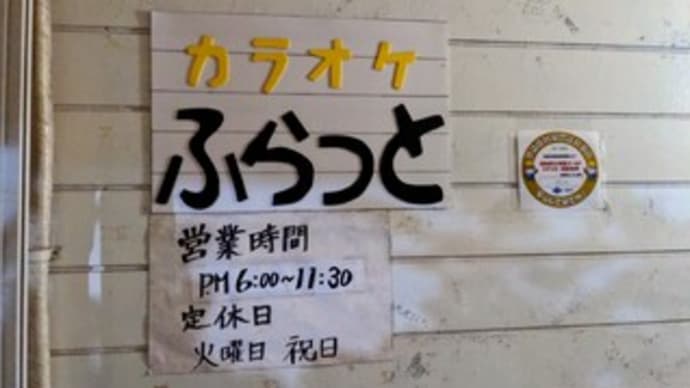 カラオケ
ふらっと
営業時間
P.M 6:00~11:30
定休日
火曜日 祝日